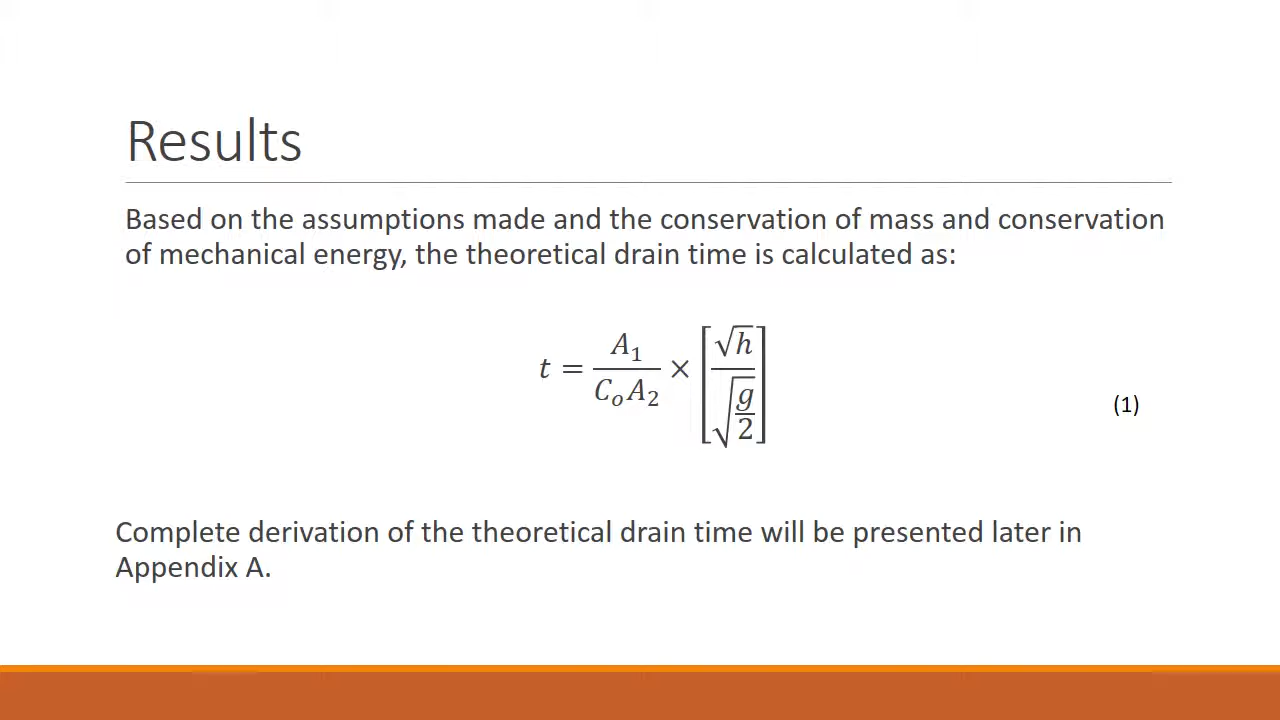 Results
Based on the assumptions made and the conservation of mass and conservation
of mechanical energy, the theoretical drain time is calculated as:
t = A₁ / (Cₒ A₂) × [√h / √(g/2)]
(1)
Complete derivation of the theoretical drain time will be presented later in
Appendix A.